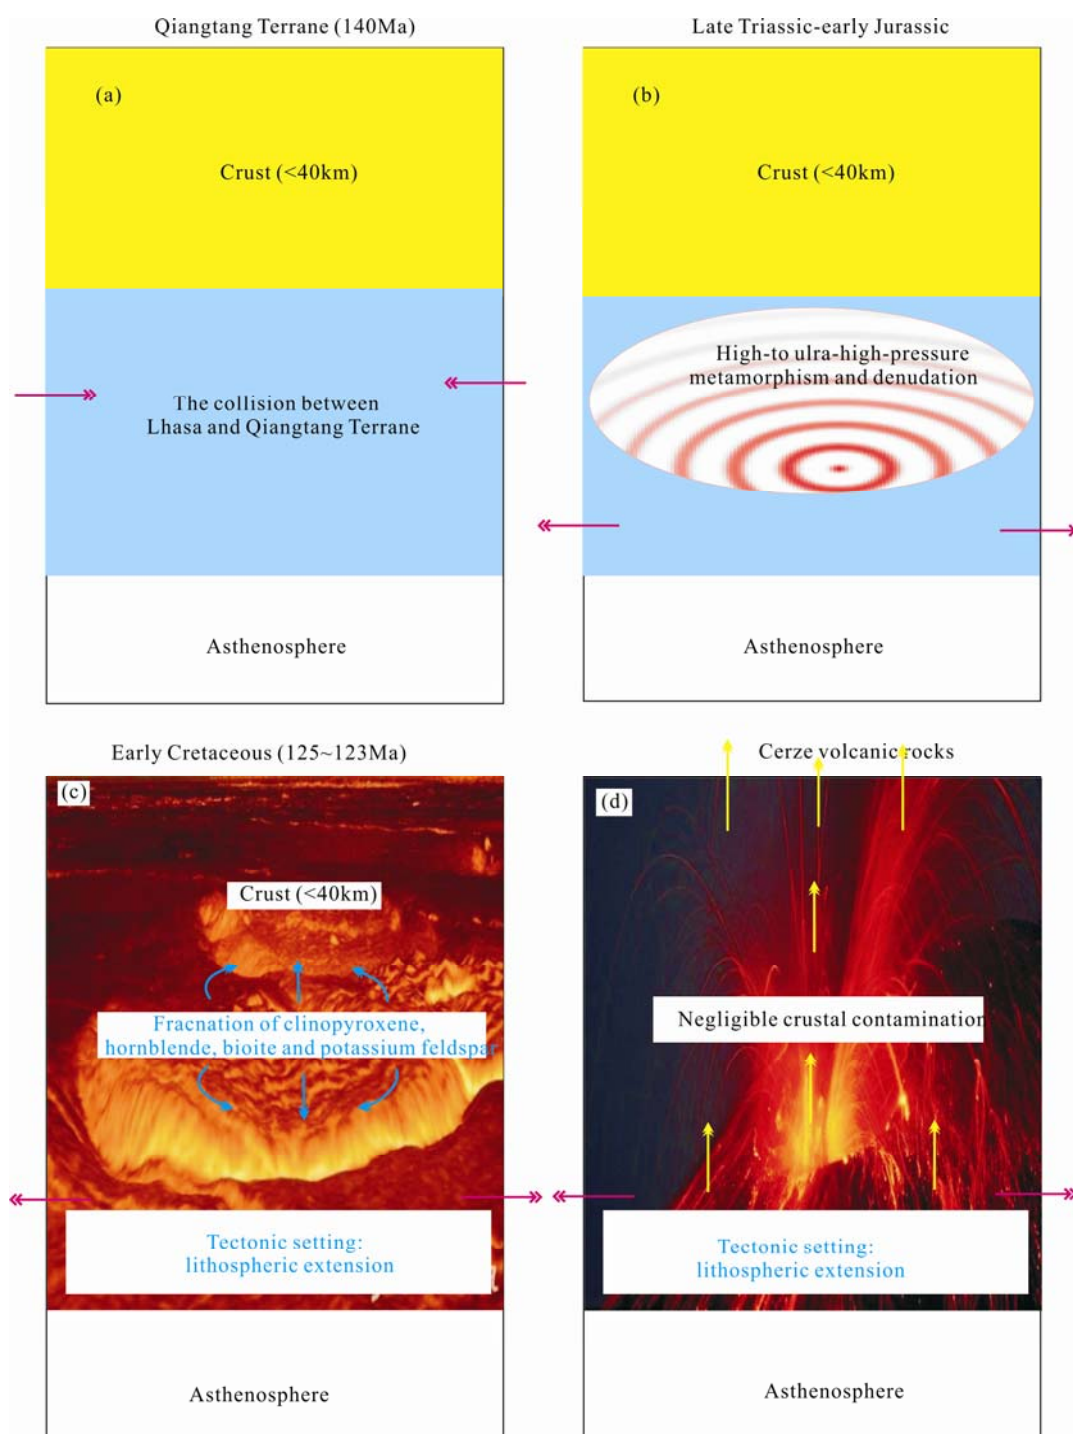 Qiangtang Terrane (140Ma)
(a)
Crust (<40km)
The collision between
Lhasa and Qiangtang Terrane
Asthenosphere
Late Triassic-early Jurassic
(b)
Crust (<40km)
High-to ulra-high-pressure
metamorphism and denudation
Asthenosphere
Early Cretaceous (125~123Ma)
(c)
Crust (<40km)
Fracnation of clinopyroxene,
hornblende, bioite and potassium feldspar
Tectonic setting:
lithospheric extension
Asthenosphere
Cerze volcanic rocks
(d)
Negligible crustal contamination
Tectonic setting:
lithospheric extension
Asthenosphere